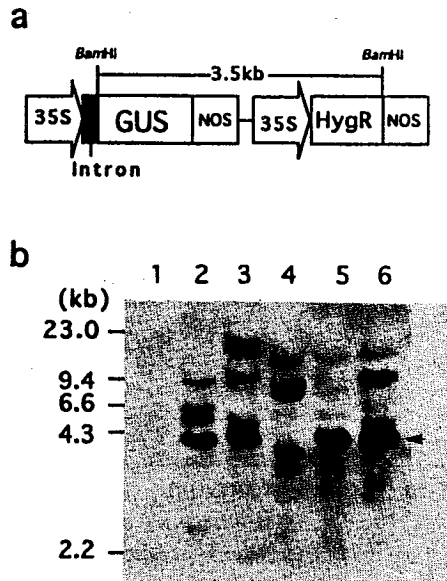 a
BamHI BamHI
3.5kb
35S GUS NOS 35S HygR NOS
Intron
b
1 2 3 4 5 6
(kb)
23.0
9.4
6.6
4.3
2.2